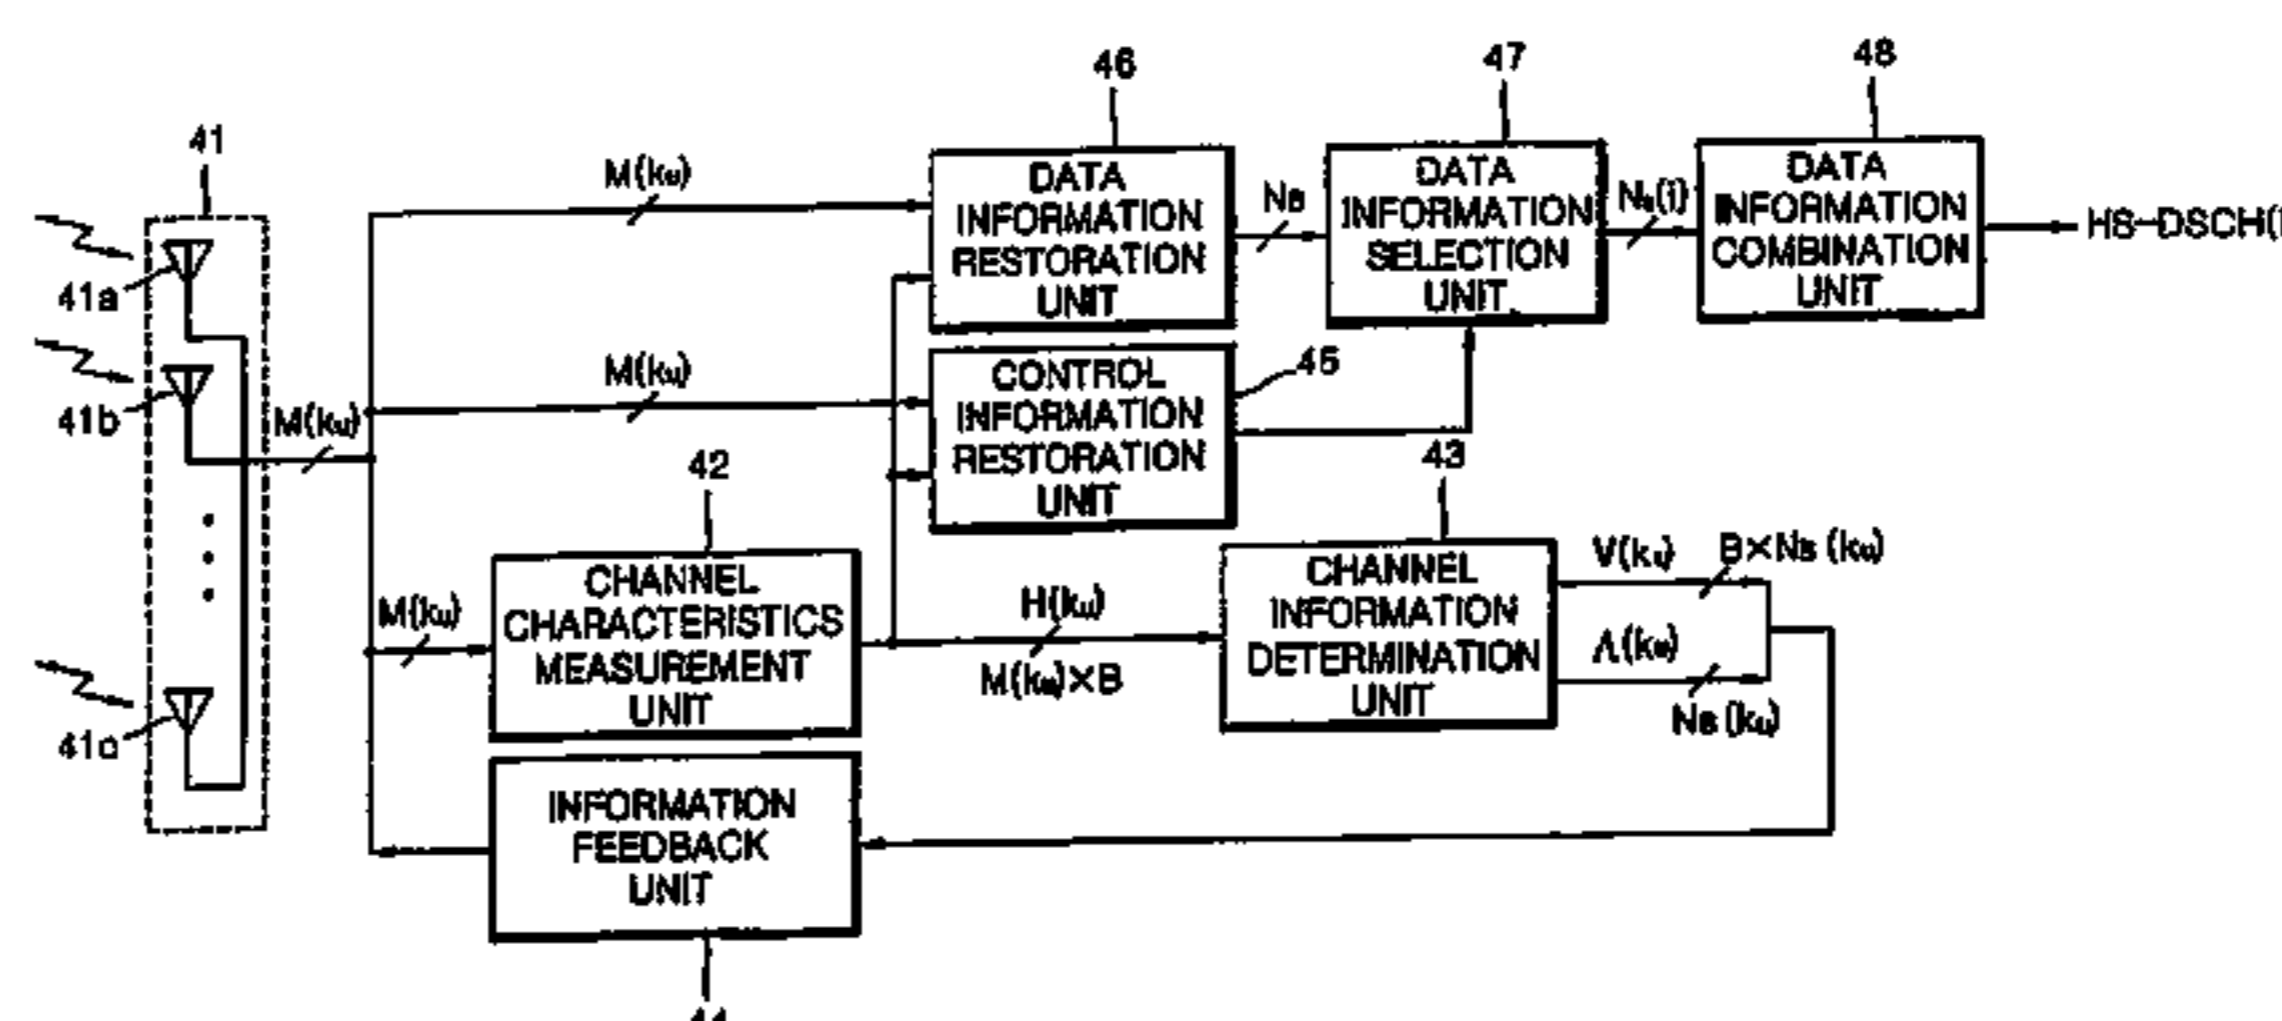 46
47
48
41
M(ku)
DATA
INFORMATION
RESTORATION
UNIT
Ns
DATA
INFORMATION
SELECTION
UNIT
Ns(i)
DATA
INFORMATION
COMBINATION
UNIT
HS-DSCH(
41a
M(ku)
CONTROL
INFORMATION
RESTORATION
UNIT
45
41b
M(ku)
42
43
M(ku)
CHANNEL
CHARACTERISTICS
MEASUREMENT
UNIT
H(ku)
M(ku)×B
CHANNEL
INFORMATION
DETERMINATION
UNIT
V(ku)
B×Ns (ku)
Λ(ku)
Ns (ku)
41c
INFORMATION
FEEDBACK
UNIT